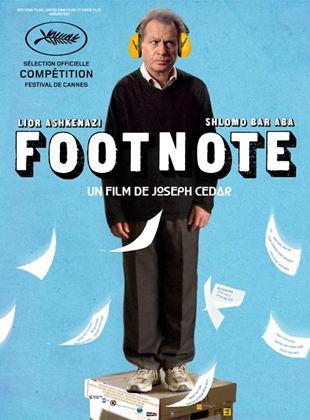 SÉLECTION OFFICIELLE
COMPÉTITION
FESTIVAL DE CANNES
LIOR ASHKENAZI SHLOMO BAR ABA
FOOTNOTE
UN FILM DE JOSEPH CEDAR